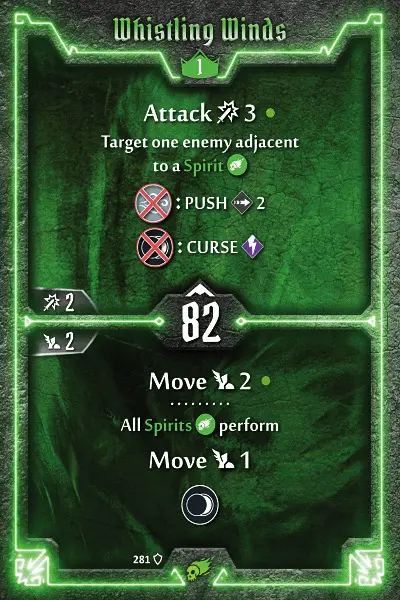 Whistling Winds
1
Attack 3
Target one enemy adjacent
to a Spirit
: PUSH 2
: CURSE
2
82
2
Move 2
All Spirits perform
Move 1
281